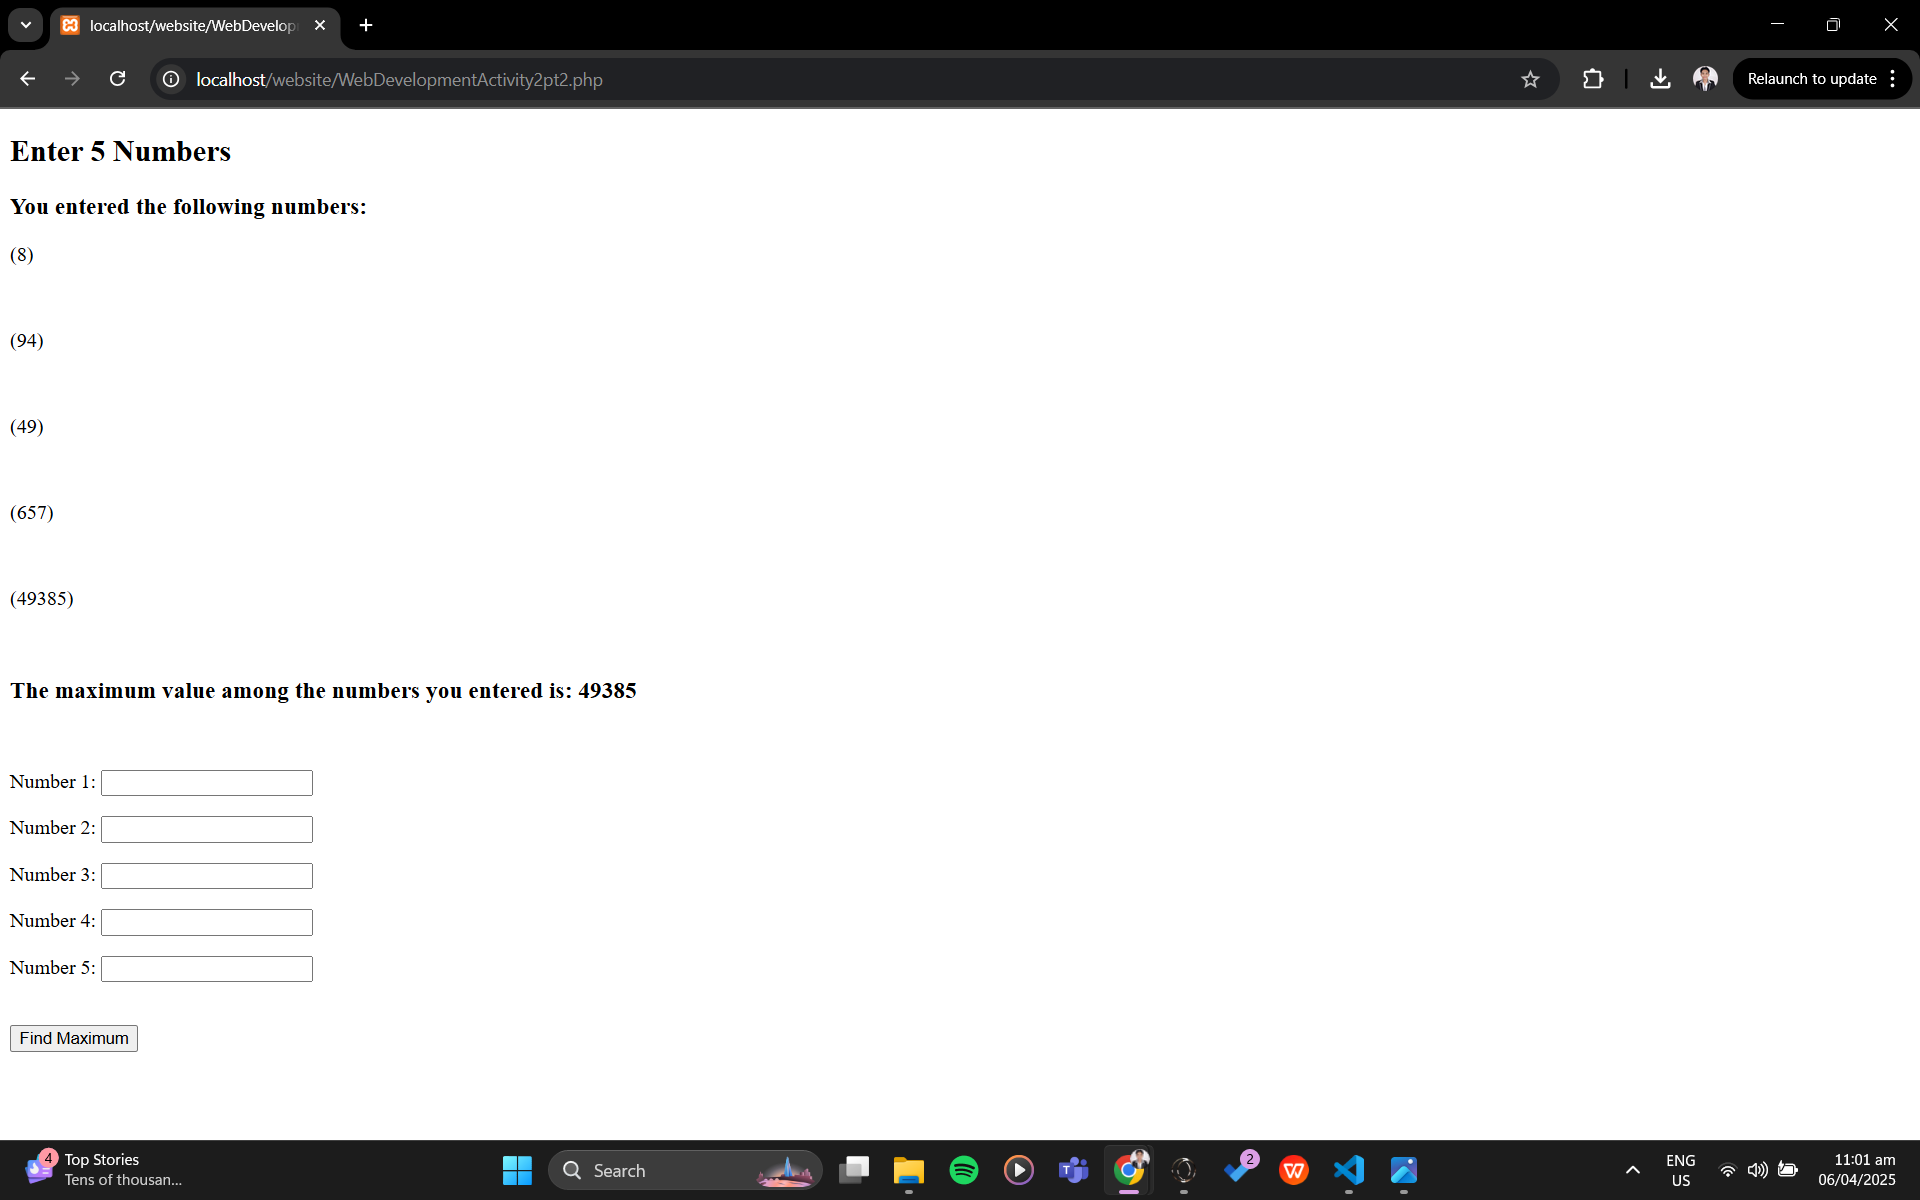 localhost/website/WebDevelop
localhost/website/WebDevelopmentActivity2pt2.php
Relaunch to update
Enter 5 Numbers
You entered the following numbers:
(8)
(94)
(49)
(657)
(49385)
The maximum value among the numbers you entered is: 49385
Number 1:
Number 2:
Number 3:
Number 4:
Number 5:
Find Maximum
4
Top Stories
Tens of thousan...
Search
T
2
W
ENG
US
11:01 am
06/04/2025